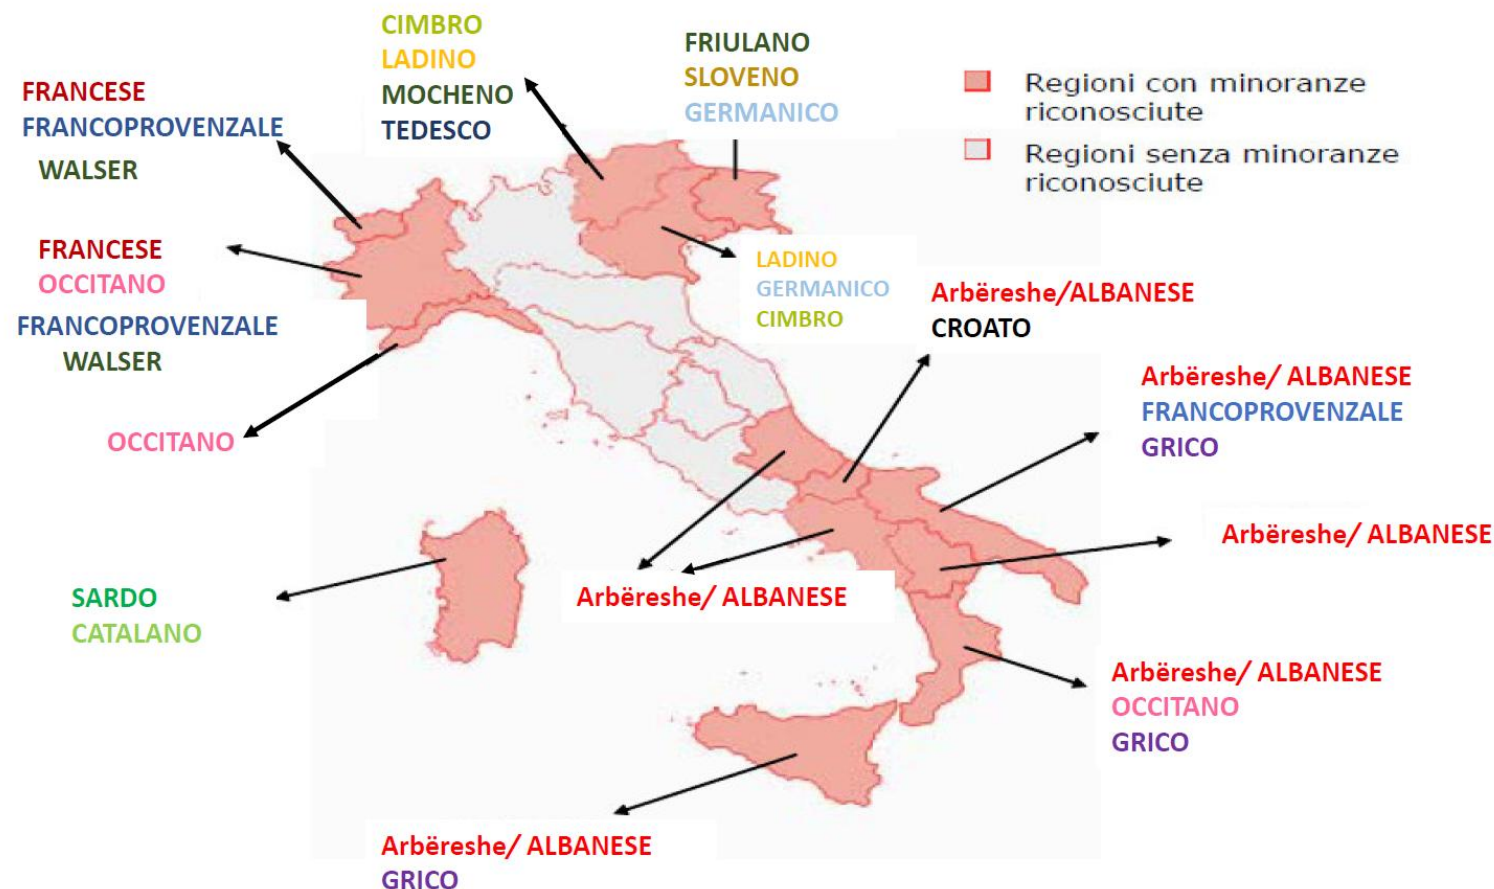 CIMBRO
LADINO
MOCHENO
TEDESCO
FRIULANO
SLOVENO
GERMANICO
Regioni con minoranze
riconosciute
Regioni senza minoranze
riconosciute
FRANCESE
FRANCOPROVENZALE
WALSER
FRANCESE
OCCITANO
FRANCOPROVENZALE
WALSER
LADINO
GERMANICO
CIMBRO
Arbëreshe/ALBANESE
CROATO
Arbëreshe/ ALBANESE
FRANCOPROVENZALE
GRICO
OCCITANO
Arbëreshe/ ALBANESE
SARDO
CATALANO
Arbëreshe/ ALBANESE
Arbëreshe/ ALBANESE
OCCITANO
GRICO
Arbëreshe/ ALBANESE
GRICO